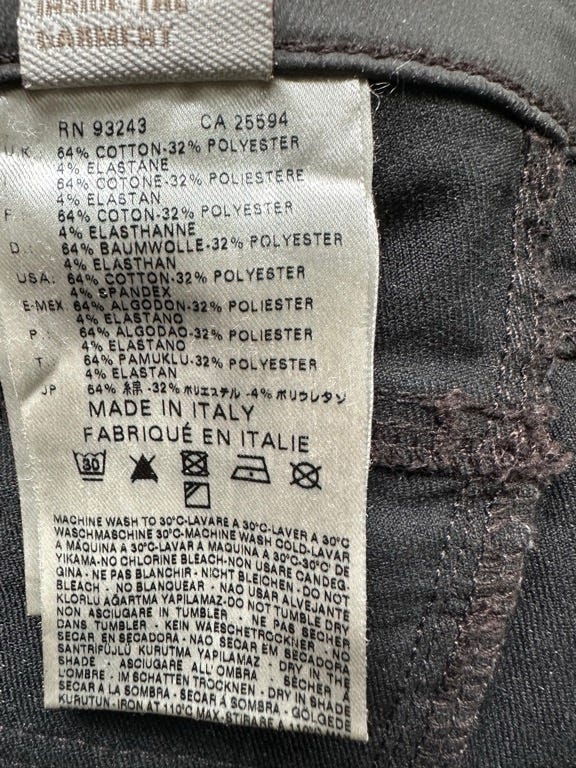 INSIDE THE
GARMENT
RN 93243 CA 25594
U.K.: 64% COTTON-32% POLYESTER
4% ELASTANE
I : 64% COTONE-32% POLIESTERE
4% ELASTAN
F.: 64% COTON-32% POLYESTER
4% ELASTHANNE
D.: 64% BAUMWOLLE-32% POLYESTER
4% ELASTHAN
USA: 64% COTTON-32% POLYESTER
4% SPANDEX
E-MEX: 64% ALGODON-32% POLIESTER
4% ELASTANO
P.: 64% ALGODAO-32% POLIESTER
4% ELASTANO
T. 64% PAMUKLU-32% POLYESTER
4% ELASTAN
JP 64% 綿 -32% ポリエステル -4% ポリウレタン
MADE IN ITALY
FABRIQUÉ EN ITALIE
30
MACHINE WASH TO 30°C-LAVARE A 30°C-LAVER A 30°C
WASCHMASCHINE 30°C-MACHINE WASH COLD-LAVAR
A MÁQUINA A 30°C-LAVAR A MAQUINA A 30°C-30°C DE
YIKAMA-NO CHLORINE BLEACH-NON USARE CANDEG.
GINA - NE PAS BLANCHIR - NICHT BLEICHEN - DO NOT
BLEACH - NO BLANQUEAR - NAO USAR ALVEJANTE
KLORLU AĞARTMA YAPILAMAZ-DO NOT TUMBLE DRY
NON ASCIUGARE IN TUMBLER - NE PAS SÉCHER
DANS TUMBLER - KEIN WAESCHETROCKNER - NO
SECAR EN SECADORA - NAO SECAR EM SECADORA
SANTRIFÜJLÜ KURUTMA YAPILAMAZ - DRY IN THE
SHADE - ASCIUGARE ALL'OMBRA - SÉCHER À
L'OMBRE - IM SCHATTEN TROCKNEN - DRY IN SHADE
SECAR A LA SOMBRA - SECAR Á SOMBRA - GÖLGEDE
KURUTUN-IRON AT 110°C MAX-STIRARE A 110°C